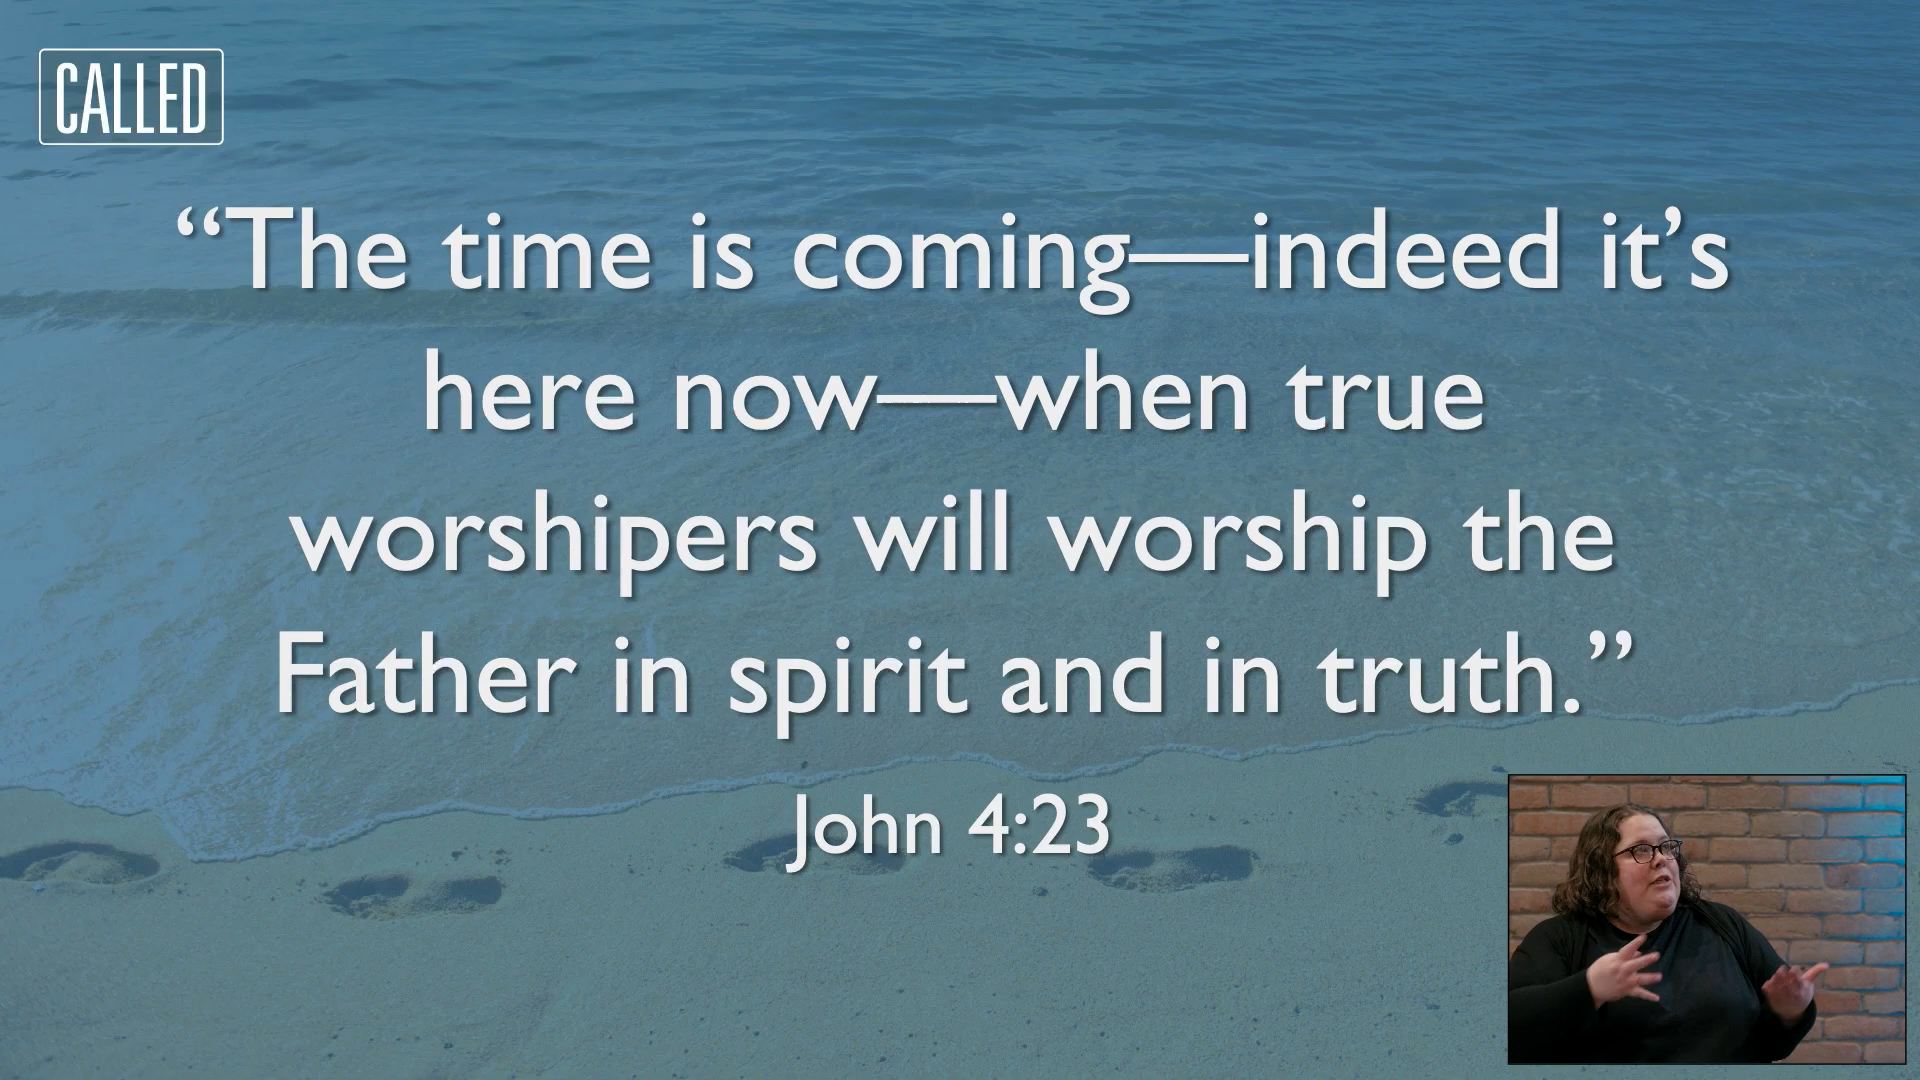 CALLED
“The time is coming—indeed it’s
here now—when true
worshipers will worship the
Father in spirit and in truth.”
John 4:23